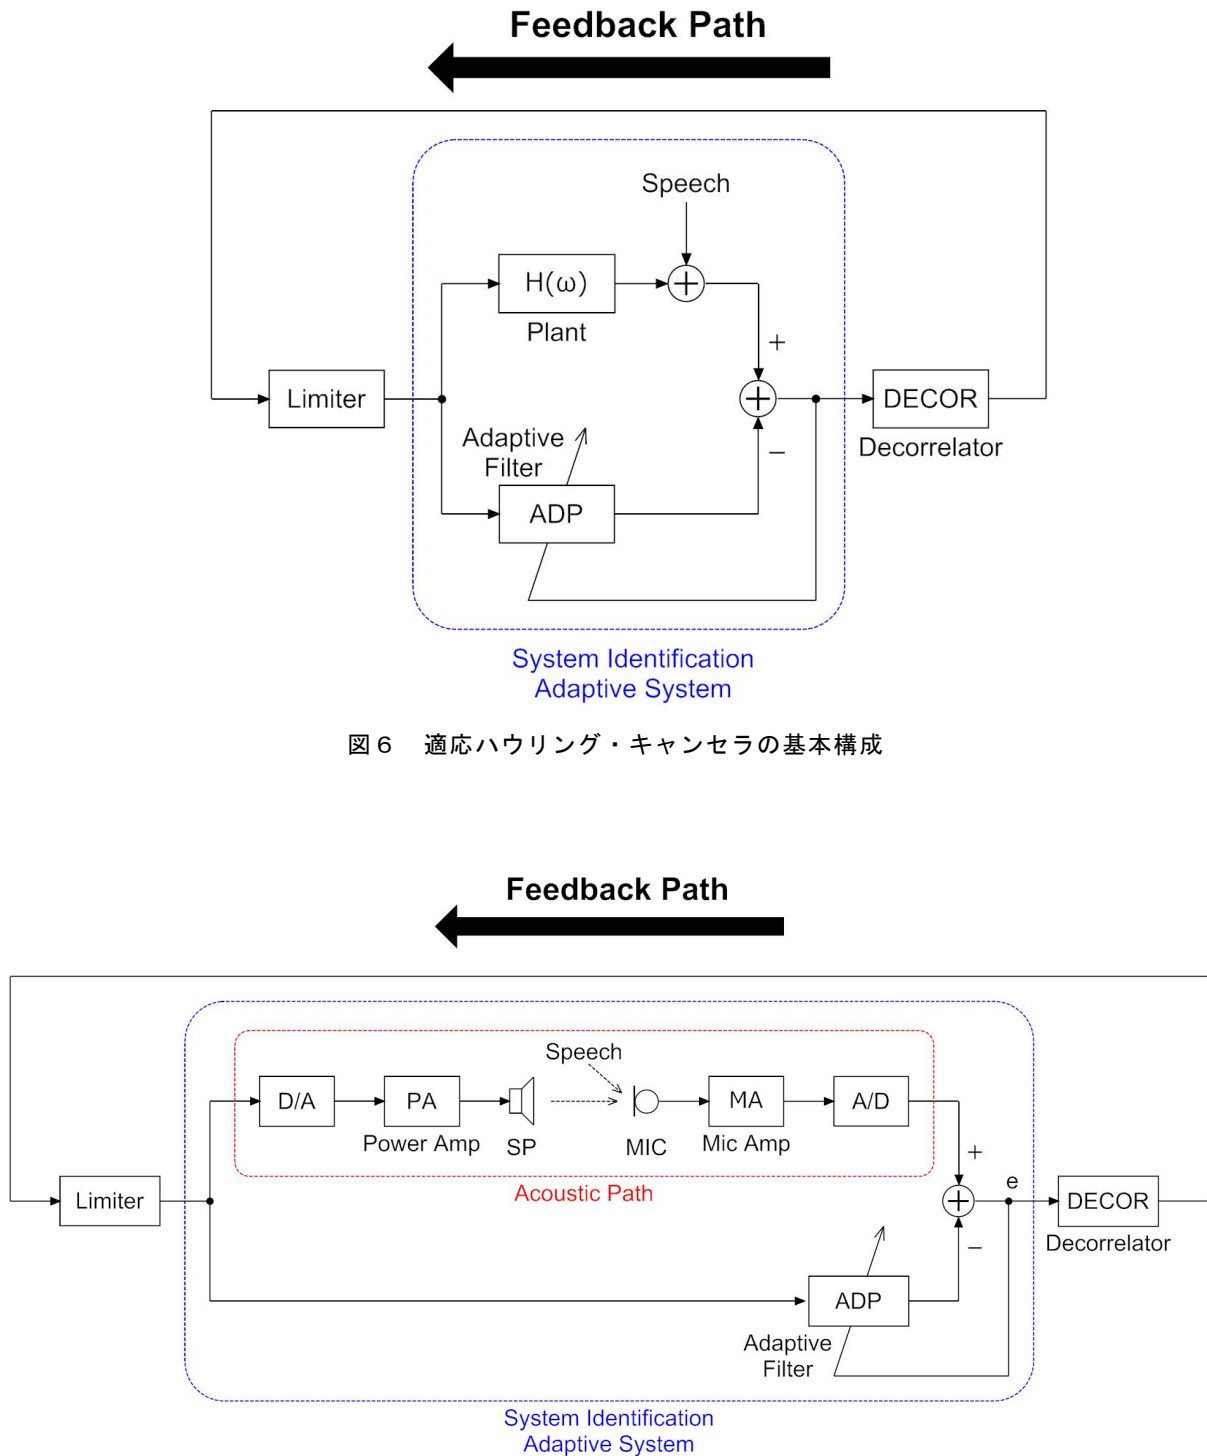 Feedback Path
Speech
H(ω)
Plant
+
Limiter
DECOR
Decorrelator
Adaptive
Filter
−
ADP
System Identification
Adaptive System
図6 適応ハウリング・キャンセラの基本構成
Feedback Path
Speech
D/A
PA
MA
A/D
Power Amp
SP
MIC
Mic Amp
+
Acoustic Path
e
Limiter
DECOR
Decorrelator
−
ADP
Adaptive
Filter
System Identification
Adaptive System